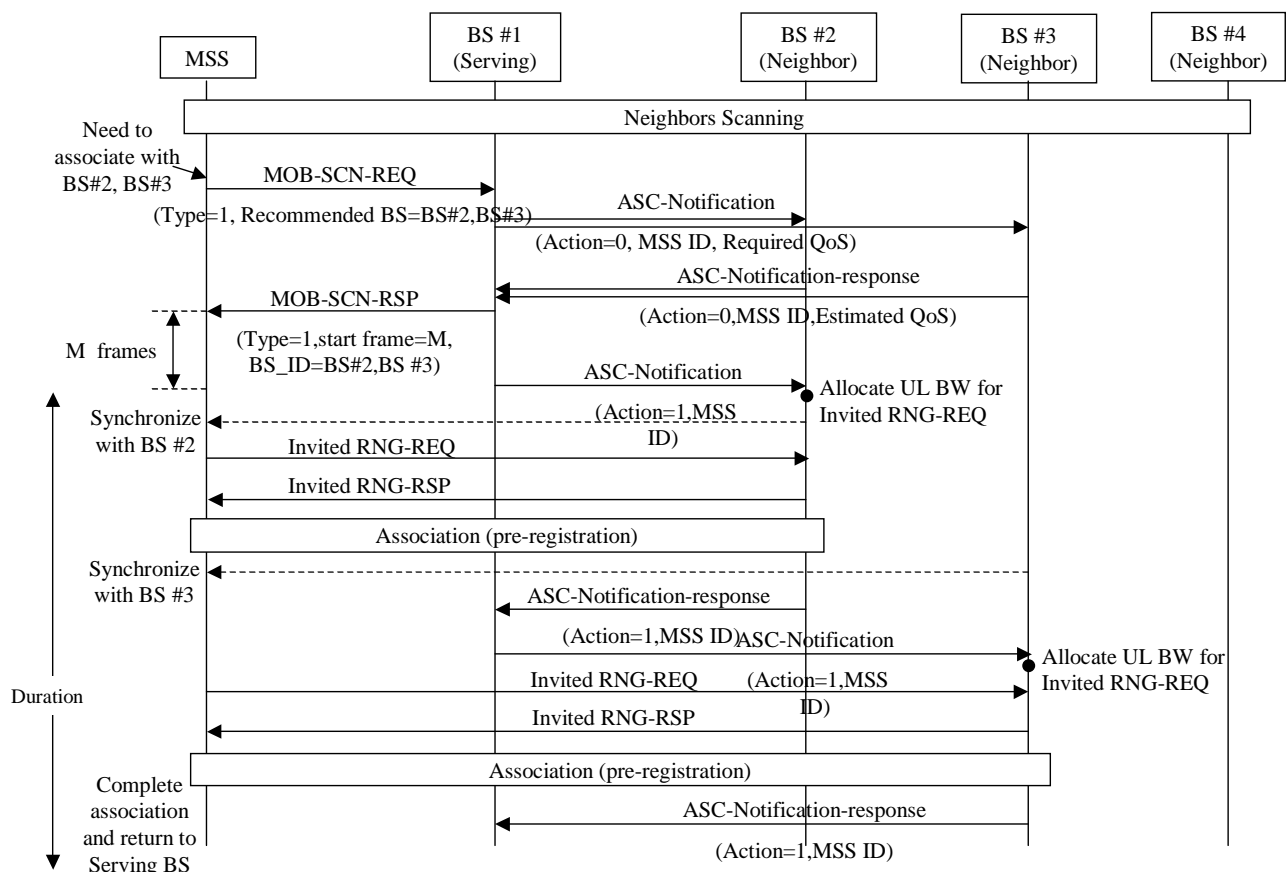 MSS
BS #1
(Serving)
BS #2
(Neighbor)
BS #3
(Neighbor)
BS #4
(Neighbor)
Neighbors Scanning
Need to
associate with
BS#2, BS#3
MOB-SCN-REQ
(Type=1, Recommended BS=BS#2,BS#3)
ASC-Notification
(Action=0, MSS ID, Required QoS)
ASC-Notification-response
(Action=0,MSS ID,Estimated QoS)
MOB-SCN-RSP
(Type=1,start frame=M,
BS_ID=BS#2,BS #3)
M frames
ASC-Notification
(Action=1,MSS
ID)
Allocate UL BW for
Invited RNG-REQ
Synchronize
with BS #2
Invited RNG-REQ
Invited RNG-RSP
Association (pre-registration)
Synchronize
with BS #3
ASC-Notification-response
(Action=1,MSS ID)
ASC-Notification
(Action=1,MSS
ID)
Allocate UL BW for
Invited RNG-REQ
Duration
Invited RNG-REQ
Invited RNG-RSP
Association (pre-registration)
Complete
association
and return to
Serving BS
ASC-Notification-response
(Action=1,MSS ID)